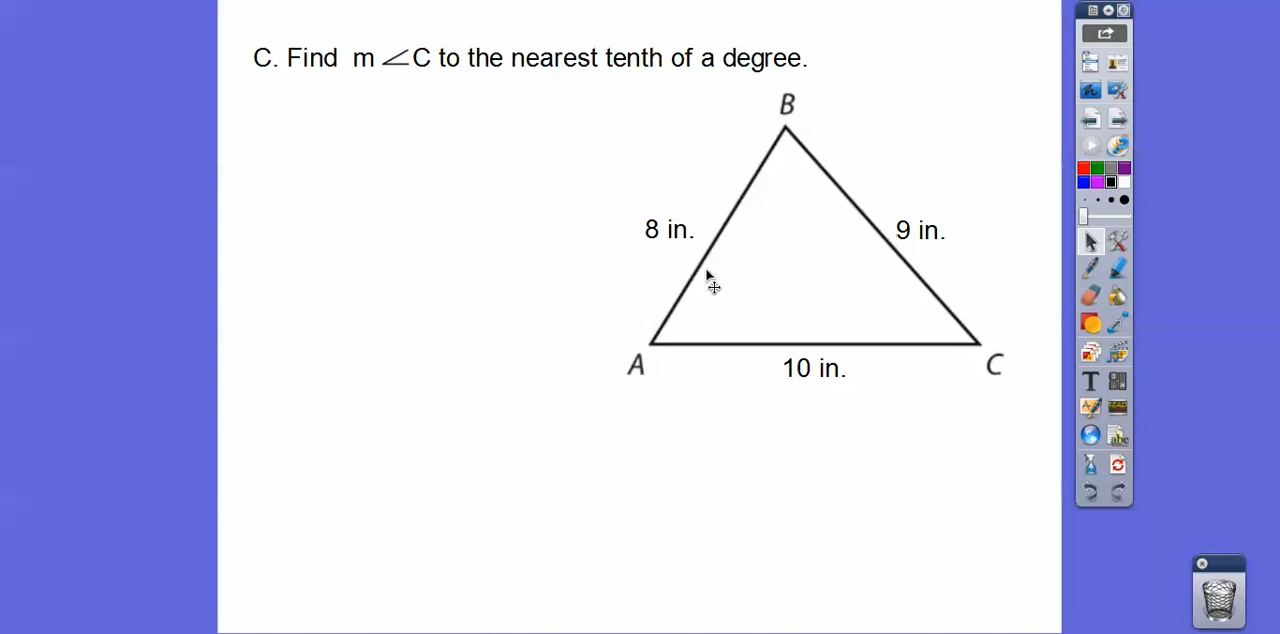 C. Find m ∠C to the nearest tenth of a degree.
B
8 in.
9 in.
A
10 in.
C